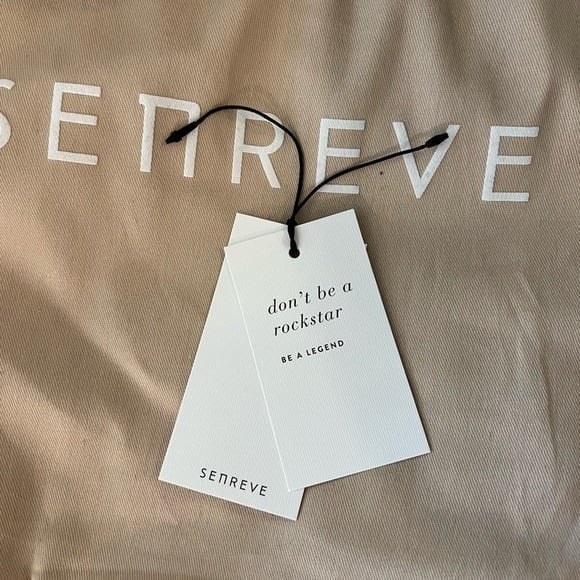 SENREVE
don't be a
rockstar
BE A LEGEND
SENREVE